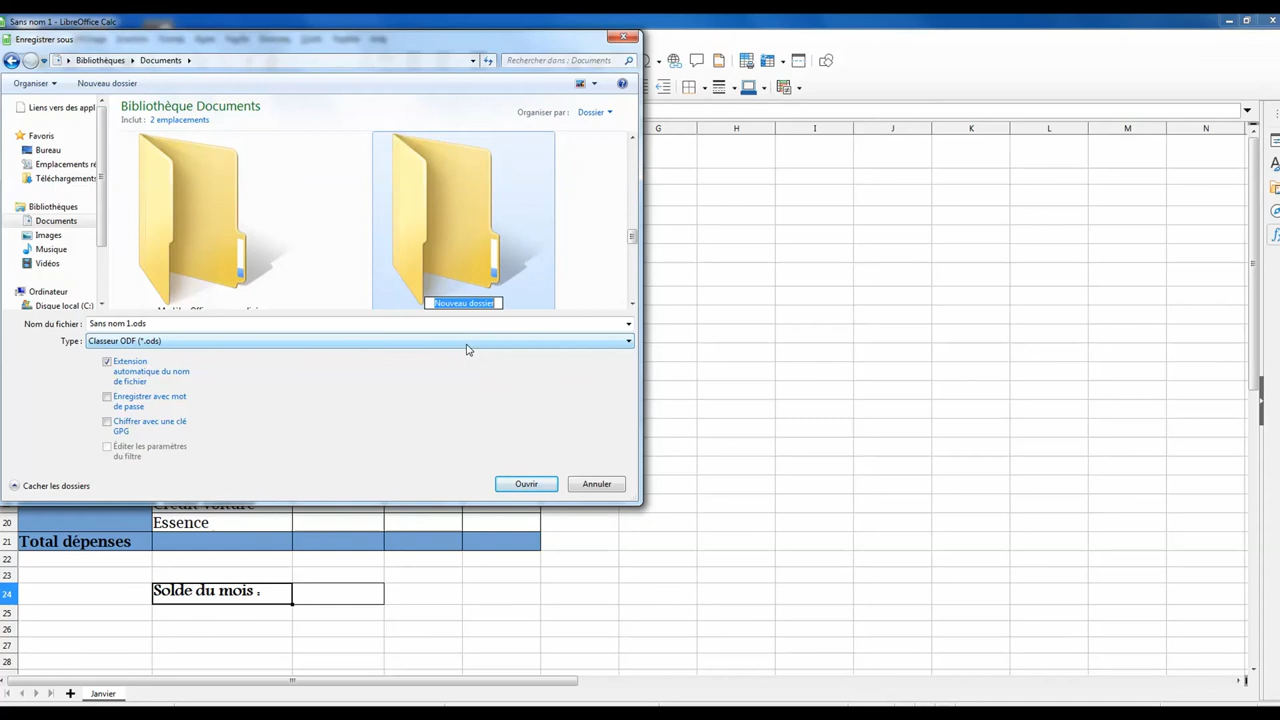 Sans nom 1 - LibreOffice Calc
Enregistrer sous
Bibliothèques
Documents
Rechercher dans : Documents
Organiser
Nouveau dossier
Liens vers des appl
Favoris
Bureau
Emplacements ré
Téléchargements
Bibliothèques
Documents
Images
Musique
Vidéos
Ordinateur
Disque local (C:)
Bibliothèque Documents
Inclut : 2 emplacements
Organiser par : Dossier
Nouveau dossier
Nom du fichier : Sans nom 1.ods
Type : Classeur ODF (*.ods)
Extension
automatique du nom
de fichier
Enregistrer avec mot
de passe
Chiffrer avec une clé
GPG
Éditer les paramètres
du filtre
Cacher les dossiers
Ouvrir
Annuler
G H I J K L M N
20 Essence
21 Total dépenses
22
23
24 Solde du mois :
25
26
27
28
Janvier